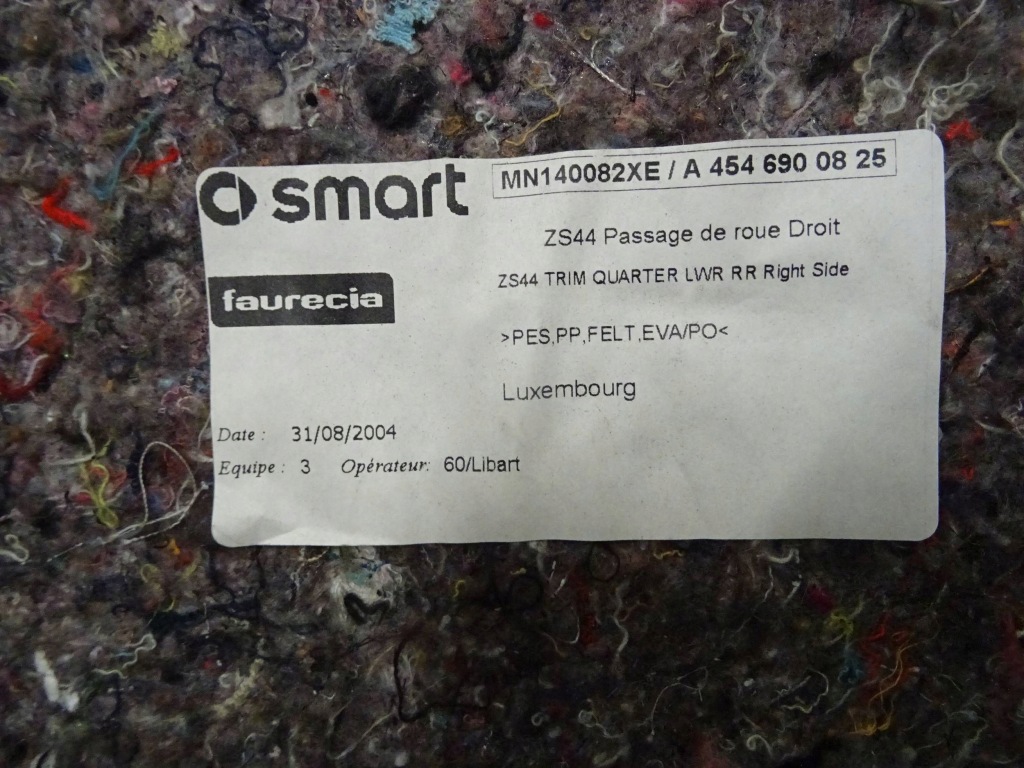 smart
MN140082XE / A 454 690 08 25
ZS44 Passage de roue Droit
ZS44 TRIM QUARTER LWR RR Right Side
faurecia
>PES,PP,FELT,EVA/PO<
Luxembourg
Date : 31/08/2004
Equipe : 3 Opérateur: 60/Libart